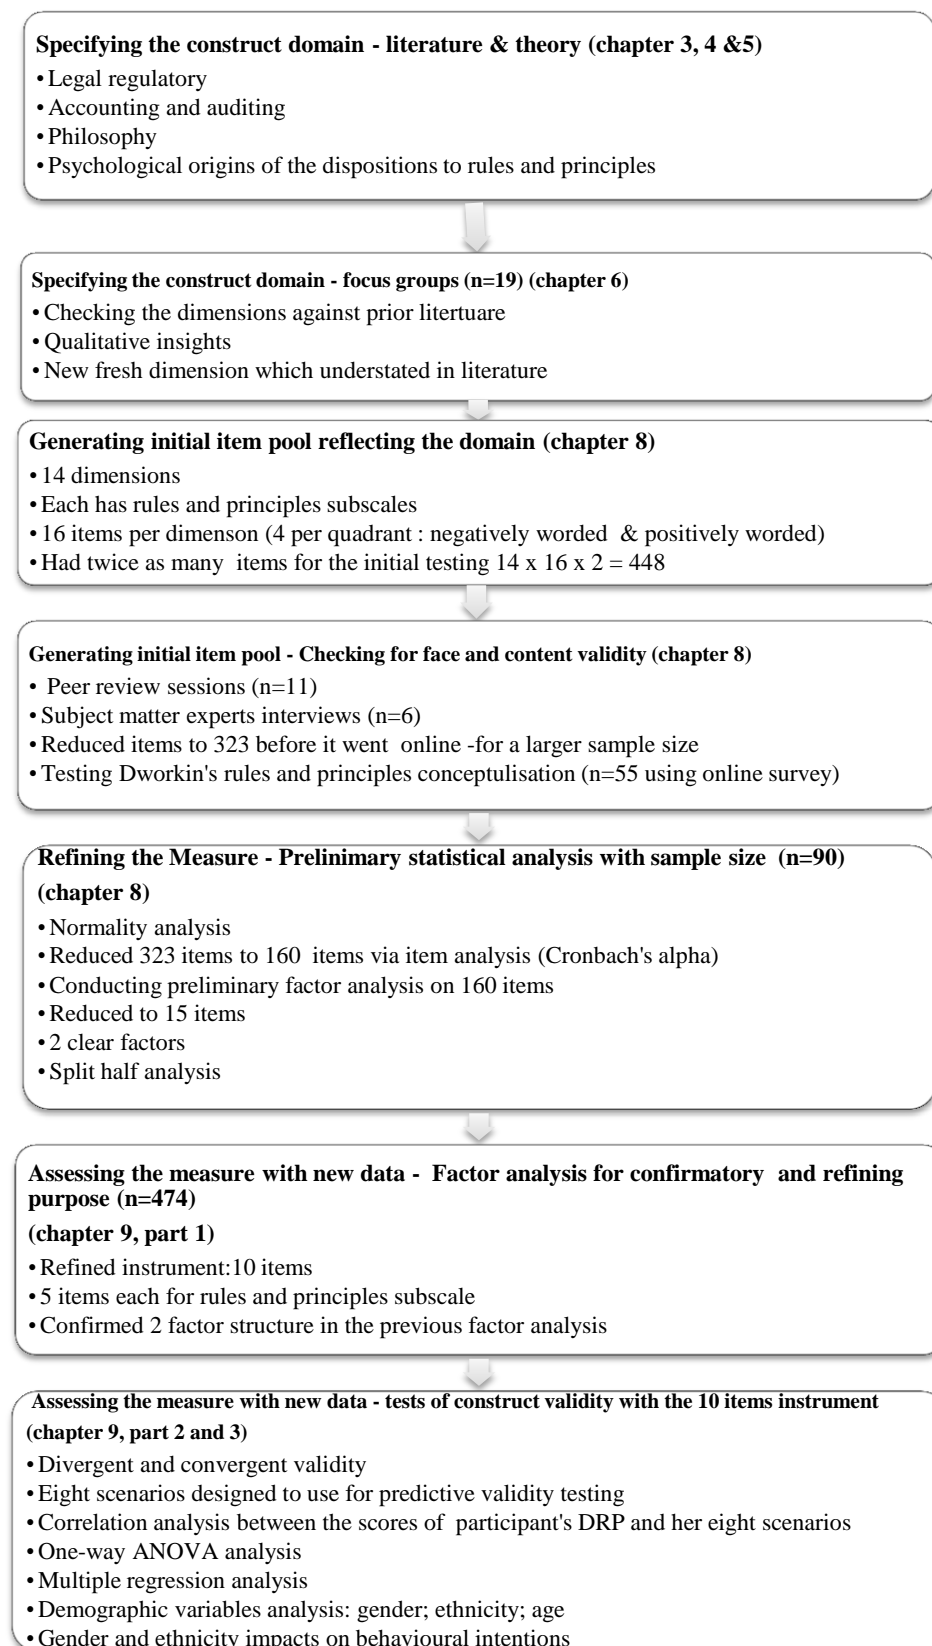 Specifying the construct domain - literature & theory (chapter 3, 4 &5)
• Legal regulatory
• Accounting and auditing
• Philosophy
• Psychological origins of the dispositions to rules and principles
Specifying the construct domain - focus groups (n=19) (chapter 6)
• Checking the dimensions against prior litertuare
• Qualitative insights
• New fresh dimension which understated in literature
Generating initial item pool reflecting the domain (chapter 8)
• 14 dimensions
• Each has rules and principles subscales
• 16 items per dimenson (4 per quadrant : negatively worded & positively worded)
• Had twice as many items for the initial testing 14 x 16 x 2 = 448
Generating initial item pool - Checking for face and content validity (chapter 8)
• Peer review sessions (n=11)
• Subject matter experts interviews (n=6)
• Reduced items to 323 before it went online -for a larger sample size
• Testing Dworkin's rules and principles conceptulisation (n=55 using online survey)
Refining the Measure - Prelinimary statistical analysis with sample size (n=90)
(chapter 8)
• Normality analysis
• Reduced 323 items to 160 items via item analysis (Cronbach's alpha)
• Conducting preliminary factor analysis on 160 items
• Reduced to 15 items
• 2 clear factors
• Split half analysis
Assessing the measure with new data - Factor analysis for confirmatory and refining
purpose (n=474)
(chapter 9, part 1)
• Refined instrument:10 items
• 5 items each for rules and principles subscale
• Confirmed 2 factor structure in the previous factor analysis
Assessing the measure with new data - tests of construct validity with the 10 items instrument
(chapter 9, part 2 and 3)
• Divergent and convergent validity
• Eight scenarios designed to use for predictive validity testing
• Correlation analysis between the scores of participant's DRP and her eight scenarios
• One-way ANOVA analysis
• Multiple regression analysis
• Demographic variables analysis: gender; ethnicity; age
• Gender and ethnicity impacts on behavioural intentions